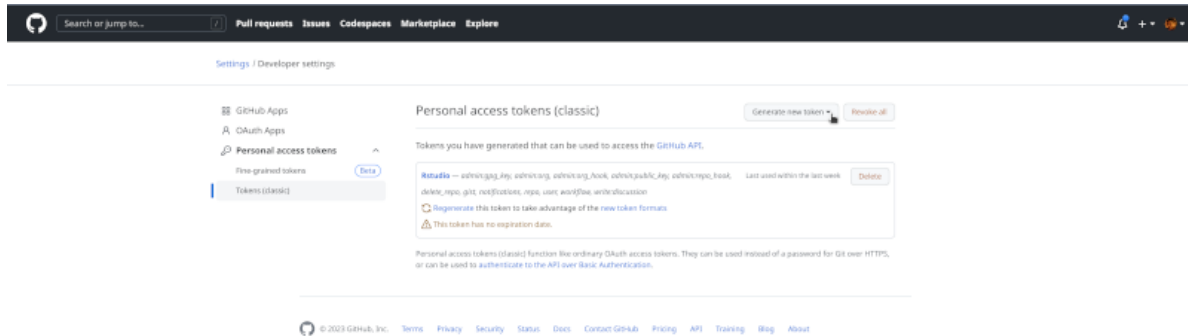 Search or jump to... / Pull requests Issues Codespaces Marketplace Explore
Settings / Developer settings
GitHub Apps
OAuth Apps
Personal access tokens
Fine-grained tokens Beta
Tokens (classic)
Personal access tokens (classic) Generate new token Revoke all
Tokens you have generated that can be used to access the GitHub API.
Rstudio — admin:gpg_key, admin:org, admin:org_hook, admin:public_key, admin:repo_hook, Last used within the last week Delete
delete_repo, gist, notifications, repo, user, workflow, write:discussion
Regenerate this token to take advantage of the new token formats
This token has no expiration date.
Personal access tokens (classic) function like ordinary OAuth access tokens. They can be used instead of a password for Git over HTTPS,
or can be used to authenticate to the API over Basic Authentication.
© 2023 GitHub, Inc. Terms Privacy Security Status Docs Contact GitHub Pricing API Training Blog About